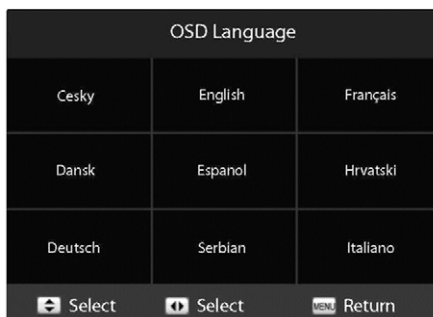 OSD Language
Cesky English Français
Dansk Espanol Hrvatski
Deutsch Serbian Italiano
Select Select MENU Return